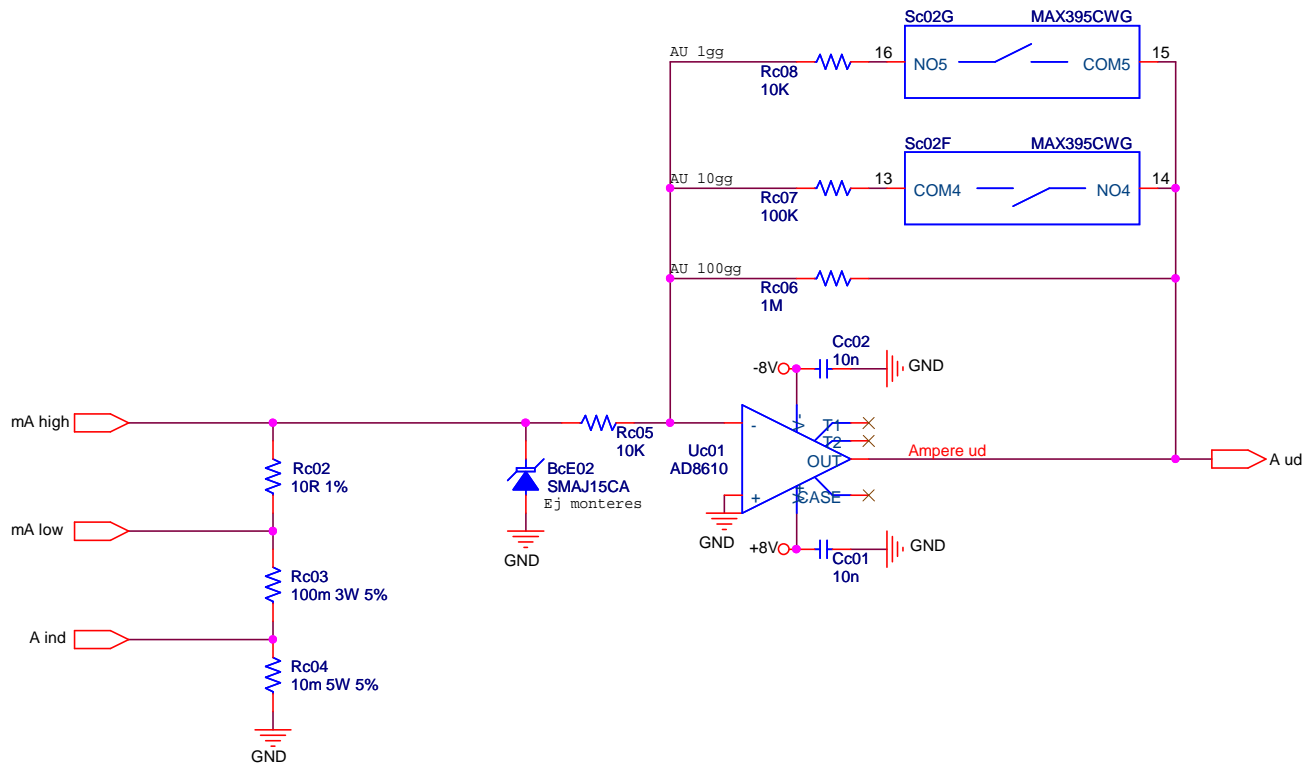 Sc02G MAX395CWG
AU 1gg
16
NO5 COM5
15
Rc08
10K
Sc02F MAX395CWG
AU 10gg
13
COM4 NO4
14
Rc07
100K
AU 100gg
Rc06
1M
Cc02
10n
-8V
GND
mA high
Rc05
10K
Uc01
AD8610
-
+
V-
T1
T2
OUT
V+
CASE
Ampere ud
A ud
Rc02
10R 1%
BcE02
SMAJ15CA
Ej monteres
GND
mA low
GND
+8V
Cc01
10n
GND
Rc03
100m 3W 5%
A ind
Rc04
10m 5W 5%
GND